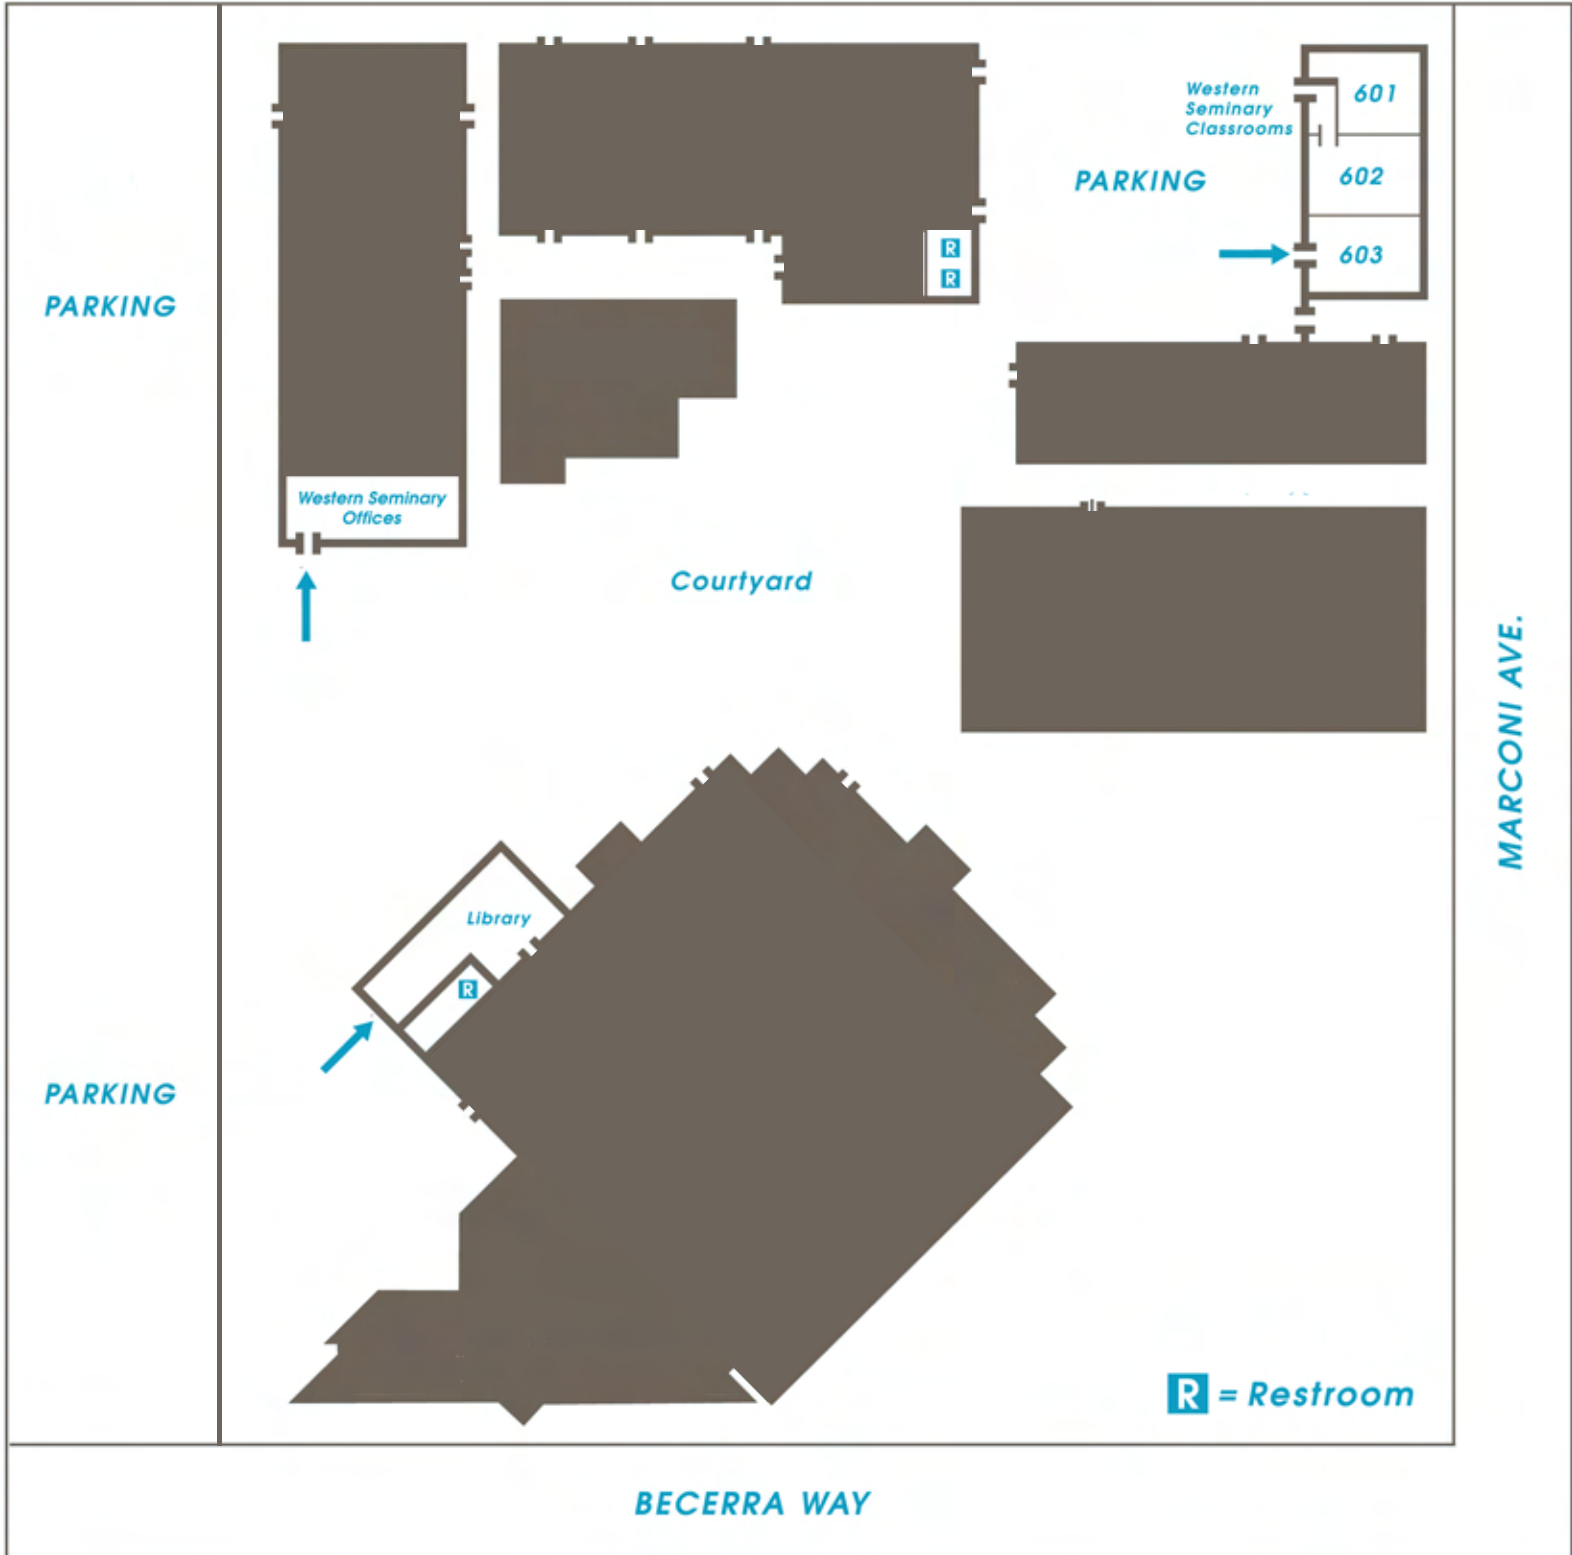 Western
Seminary
Classrooms
601
PARKING
602
R
R
603
PARKING
Western Seminary
Offices
Courtyard
MARCONI AVE.
Library
R
PARKING
R = Restroom
BECERRA WAY